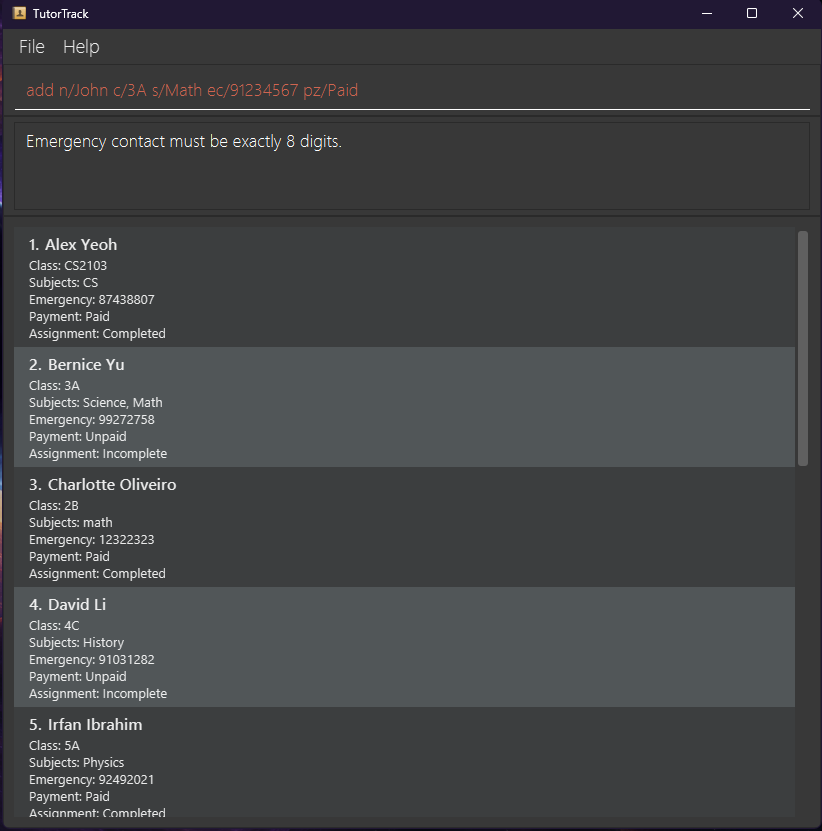 TutorTrack
File Help
add n/John c/3A s/Math ec/91234567 pz/Paid
Emergency contact must be exactly 8 digits.
1. Alex Yeoh
Class: CS2103
Subjects: CS
Emergency: 87438807
Payment: Paid
Assignment: Completed
2. Bernice Yu
Class: 3A
Subjects: Science, Math
Emergency: 99272758
Payment: Unpaid
Assignment: Incomplete
3. Charlotte Oliveiro
Class: 2B
Subjects: math
Emergency: 12322323
Payment: Paid
Assignment: Completed
4. David Li
Class: 4C
Subjects: History
Emergency: 91031282
Payment: Unpaid
Assignment: Incomplete
5. Irfan Ibrahim
Class: 5A
Subjects: Physics
Emergency: 92492021
Payment: Paid
Assignment: Completed